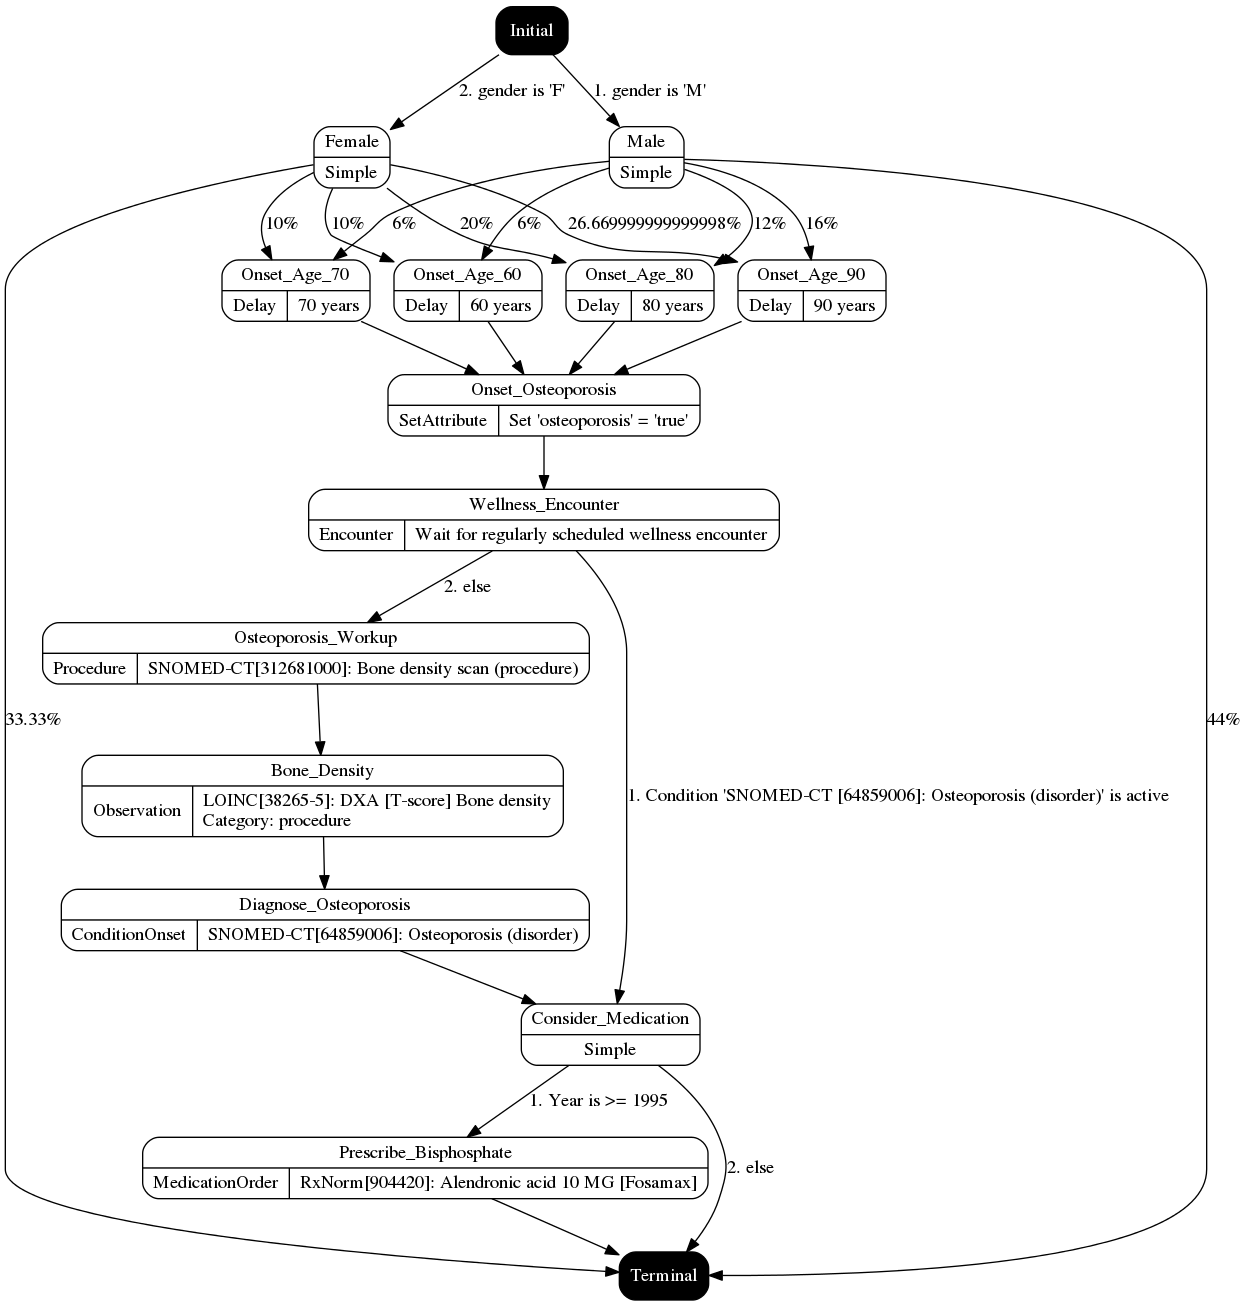 Initial
2. gender is 'F'
1. gender is 'M'
Female
Simple
Male
Simple
10%
10%
6%
20%
6%
26.669999999999998%
12%
16%
Onset_Age_70
Delay
70 years
Onset_Age_60
Delay
60 years
Onset_Age_80
Delay
80 years
Onset_Age_90
Delay
90 years
Onset_Osteoporosis
SetAttribute
Set 'osteoporosis' = 'true'
Wellness_Encounter
Encounter
Wait for regularly scheduled wellness encounter
2. else
Osteoporosis_Workup
Procedure
SNOMED-CT[312681000]: Bone density scan (procedure)
33.33%
44%
Bone_Density
Observation
LOINC[38265-5]: DXA [T-score] Bone density
Category: procedure
1. Condition 'SNOMED-CT [64859006]: Osteoporosis (disorder)' is active
Diagnose_Osteoporosis
ConditionOnset
SNOMED-CT[64859006]: Osteoporosis (disorder)
Consider_Medication
Simple
1. Year is >= 1995
Prescribe_Bisphosphate
MedicationOrder
RxNorm[904420]: Alendronic acid 10 MG [Fosamax]
2. else
Terminal